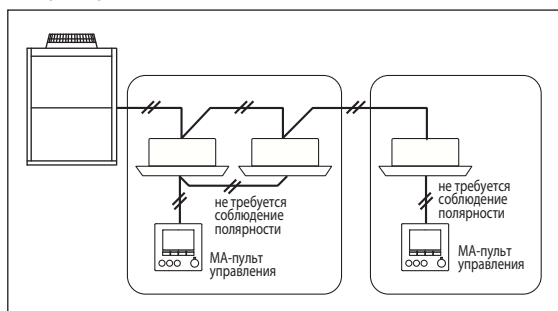 не требуется
соблюдение
полярности
МА-пульт
управления
не требуется
соблюдение
полярности
МА-пульт
управления